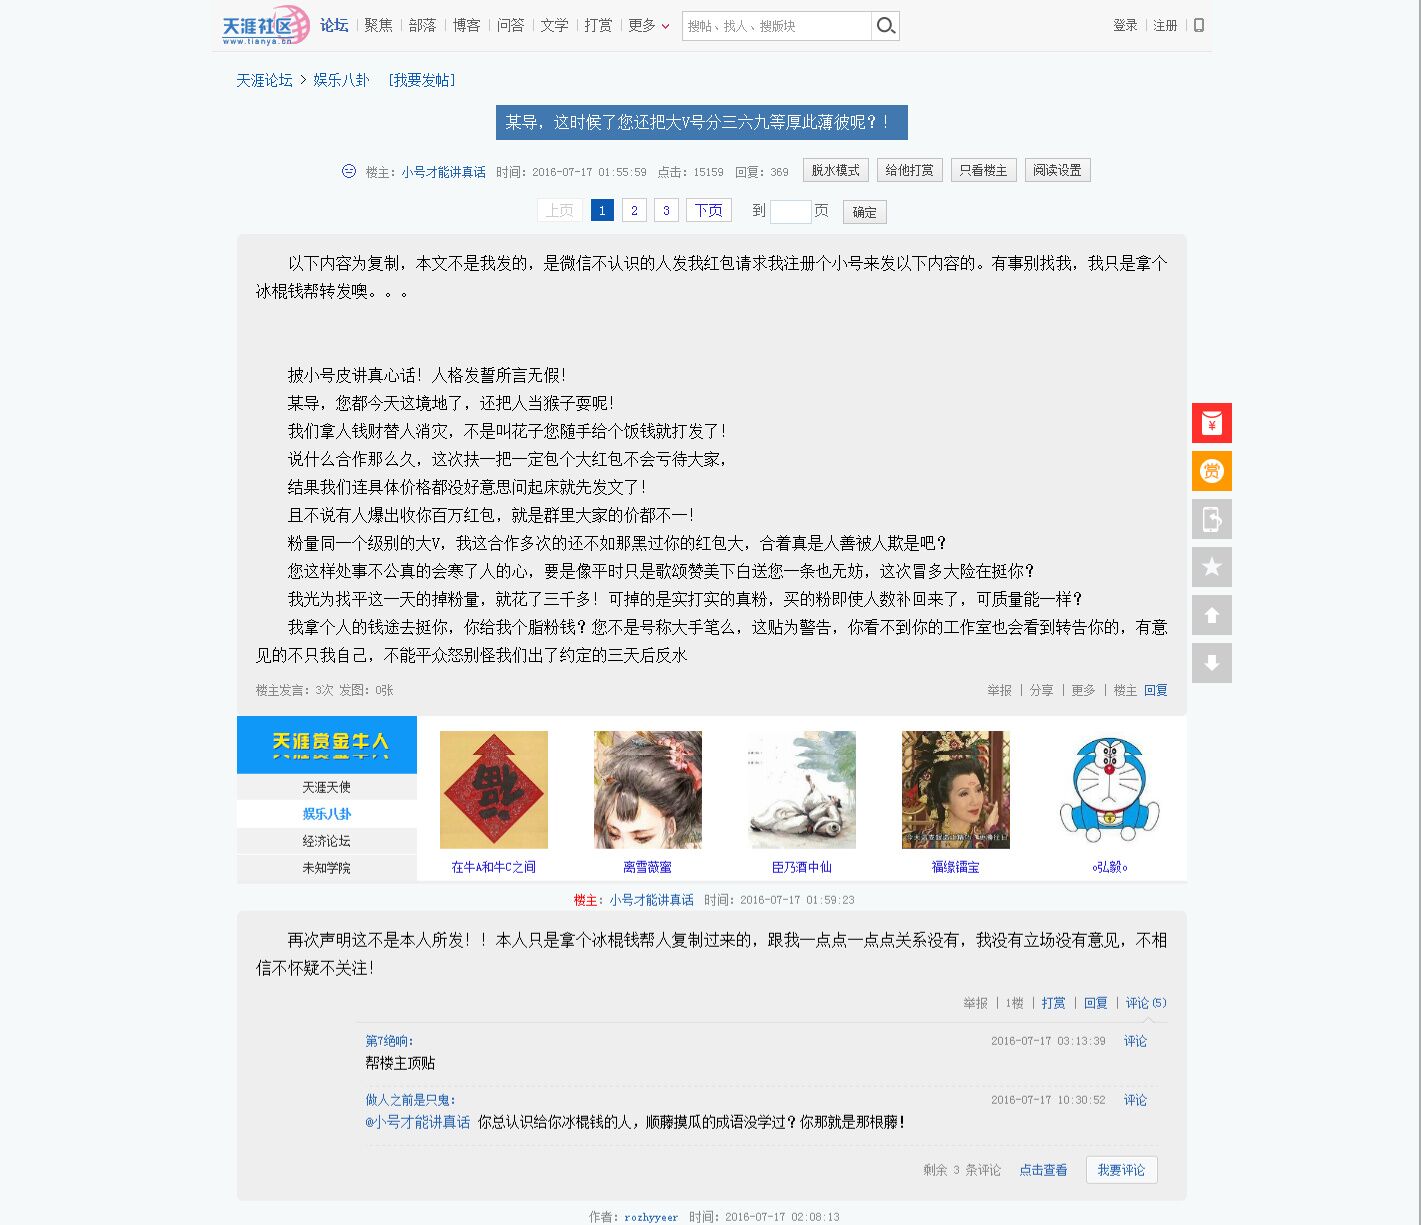 天涯社区 论坛 聚焦 部落 博客 问答 文学 打赏 更多 搜帖、找人、搜版块 登录 注册
www.tianya.cn
天涯论坛 > 娱乐八卦 [我要发帖]
某导，这时候了您还把大V号分三六九等厚此薄彼呢？！
楼主：小号才能讲真话 时间：2016-07-17 01:55:59 点击：15159 回复：369 脱水模式 给他打赏 只看楼主 阅读设置
上页 1 2 3 下页 到 页 确定
以下内容为复制，本文不是我发的，是微信不认识的人发我红包请求我注册个小号来发以下内容的。有事别找我，我只是拿个
冰棍钱帮转发噢。。。
披小号皮讲真心话！人格发誓所言无假！
某导，您都今天这境地了，还把人当猴子耍呢！
我们拿人钱财替人消灾，不是叫花子您随手给个饭钱就打发了！
说什么合作那么久，这次扶一把一定包个大红包不会亏待大家，
结果我们连具体价格都没好意思问起床就先发文了！
且不说有人爆出收你百万红包，就是群里大家的价都不一！
粉量同一个级别的大V，我这合作多次的还不如那黑过你的红包大，合着真是人善被人欺是吧？
您这样处事不公真的会寒了人的心，要是像平时只是歌颂赞美下白送您一条也无妨，这次冒多大险在挺你？
我光为找平这一天的掉粉量，就花了三千多！可掉的是实打实的真粉，买的粉即使人数补回来了，可质量能一样？
我拿个人的钱途去挺你，你给我个脂粉钱？您不是号称大手笔么，这贴为警告，你看不到你的工作室也会看到转告你的，有意
见的不只我自己，不能平众怒别怪我们出了约定的三天后反水
楼主发言：3次 发图：0张 举报 | 分享 | 更多 | 楼主 回复
¥
赏
天涯赏金牛人
天涯天使
娱乐八卦
经济论坛
未知学院
福
在牛A和牛C之间 离雪薇蜜 臣乃酒中仙 福缘镭宝 o弘毅o
楼主：小号才能讲真话 时间：2016-07-17 01:59:23
再次声明这不是本人所发！！本人只是拿个冰棍钱帮人复制过来的，跟我一点点一点点关系没有，我没有立场没有意见，不相
信不怀疑不关注！
举报 | 1楼 | 打赏 | 回复 | 评论(5)
第7绝响： 2016-07-17 03:13:39 评论
帮楼主顶贴
做人之前是只鬼： 2016-07-17 10:30:52 评论
@小号才能讲真话 你总认识给你冰棍钱的人，顺藤摸瓜的成语没学过？你那就是那根藤！
剩余 3 条评论 点击查看 我要评论
作者：rozhyyeer 时间：2016-07-17 02:08:13